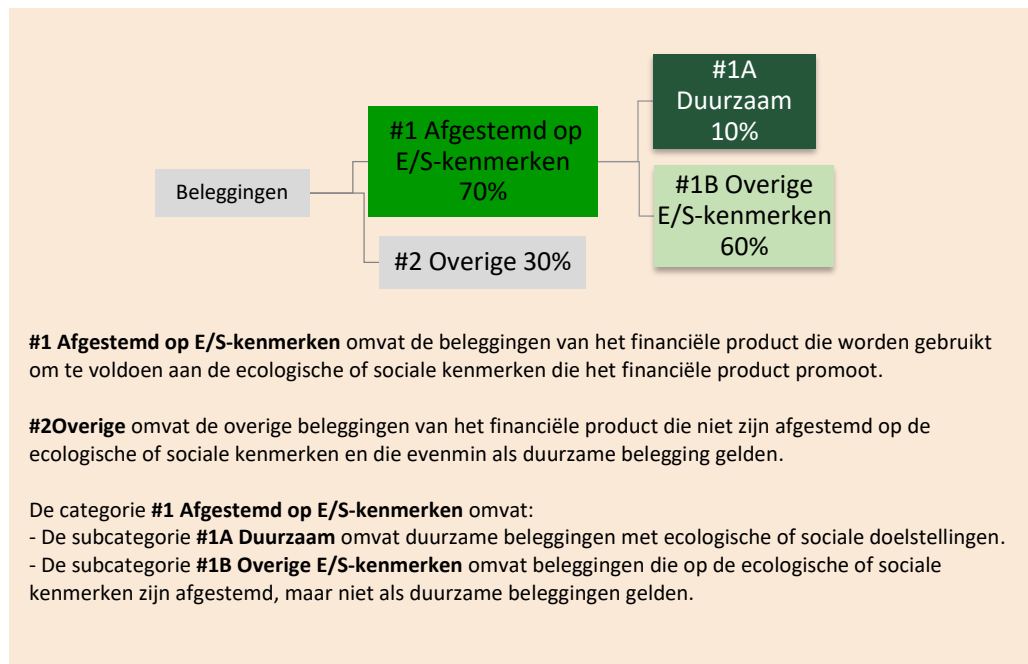 #1A
Duurzaam
10%
#1 Afgestemd op
E/S-kenmerken
70%
Beleggingen
#1B Overige
E/S-kenmerken
60%
#2 Overige 30%
#1 Afgestemd op E/S-kenmerken omvat de beleggingen van het financiële product die worden gebruikt
om te voldoen aan de ecologische of sociale kenmerken die het financiële product promoot.
#2Overige omvat de overige beleggingen van het financiële product die niet zijn afgestemd op de
ecologische of sociale kenmerken en die evenmin als duurzame belegging gelden.
De categorie #1 Afgestemd op E/S-kenmerken omvat:
- De subcategorie #1A Duurzaam omvat duurzame beleggingen met ecologische of sociale doelstellingen.
- De subcategorie #1B Overige E/S-kenmerken omvat beleggingen die op de ecologische of sociale
kenmerken zijn afgestemd, maar niet als duurzame beleggingen gelden.